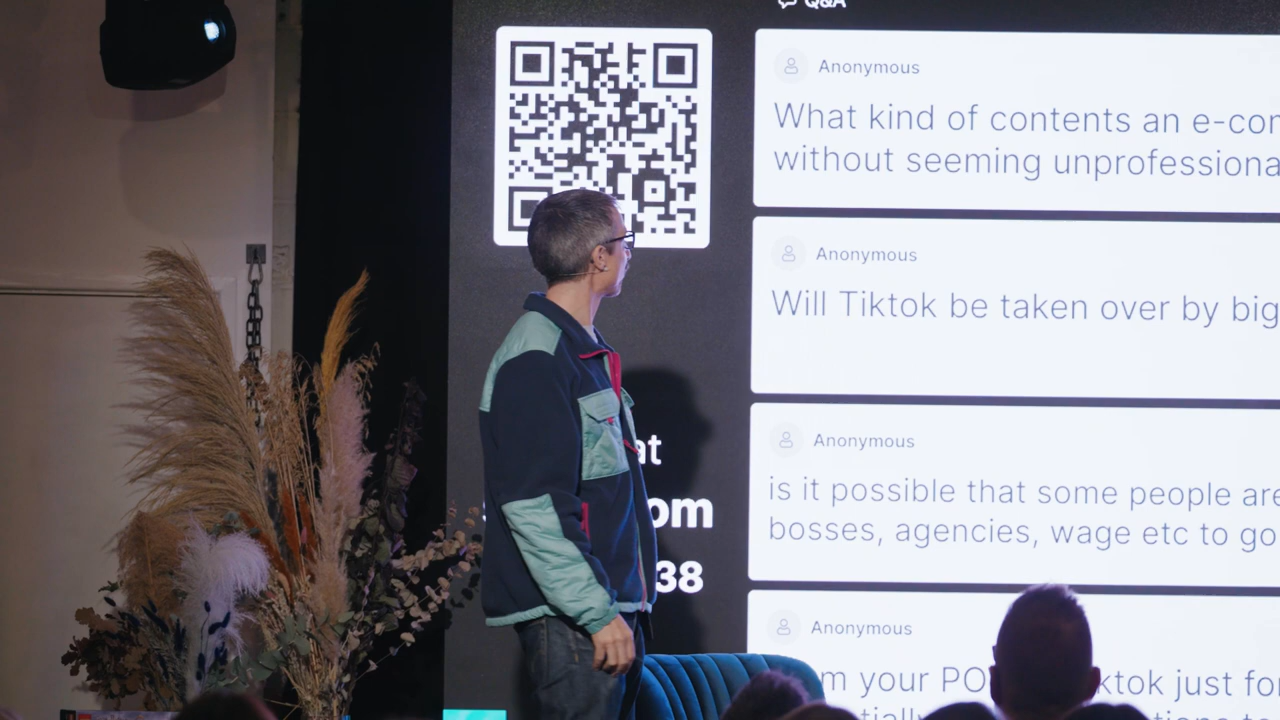 Q&A
Anonymous
What kind of contents an e-com
without seeming unprofessiona
Anonymous
Will Tiktok be taken over by big
Anonymous
is it possible that some people are
bosses, agencies, wage etc to go
Anonymous
m your PO ktok just for
at
om
38